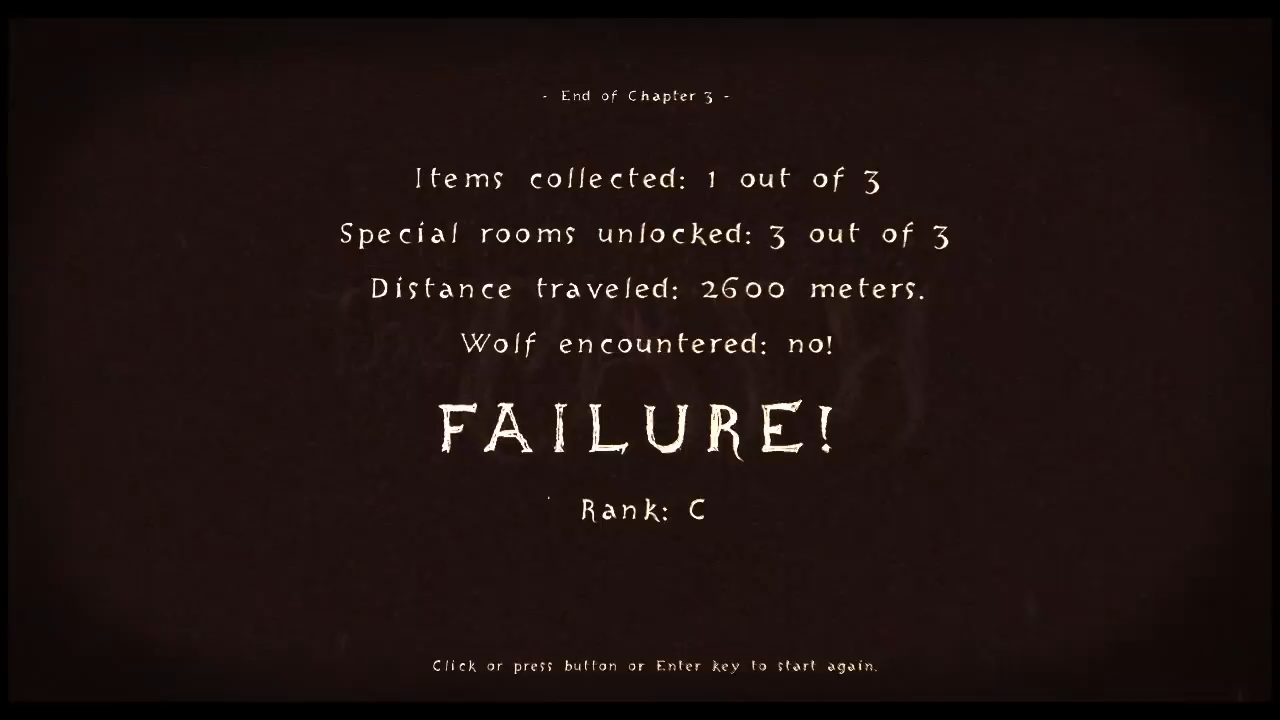 - End of Chapter 3 -
Items collected: 1 out of 3
Special rooms unlocked: 3 out of 3
Distance traveled: 2600 meters.
Wolf encountered: no!
FAILURE!
Rank: C
Click or press button or Enter key to start again.